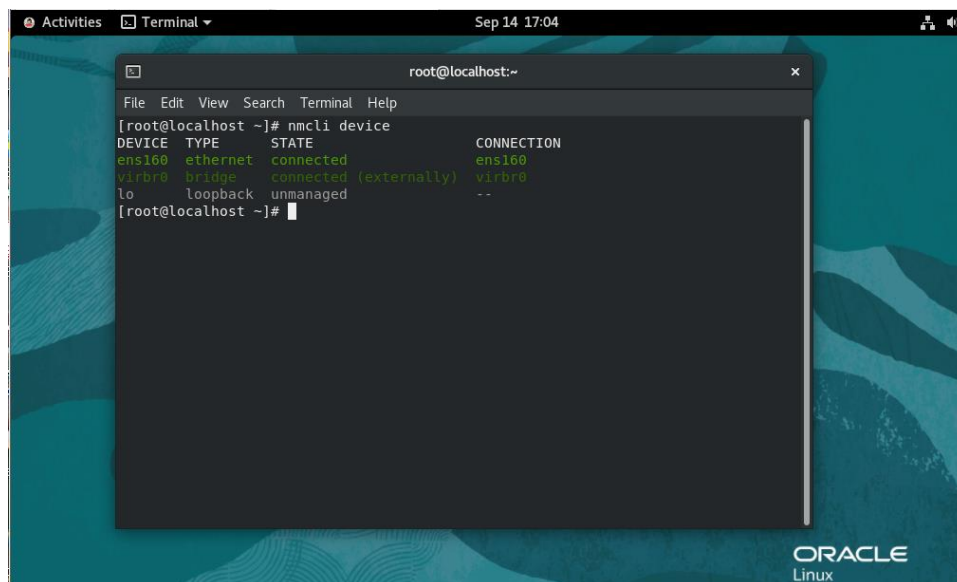 Activities Terminal Sep 14 17:04
root@localhost:~
File Edit View Search Terminal Help
[root@localhost ~]# nmcli device
DEVICE TYPE STATE CONNECTION
ens160 ethernet connected ens160
virbr0 bridge connected (externally) virbr0
lo loopback unmanaged --
[root@localhost ~]#
ORACLE
Linux